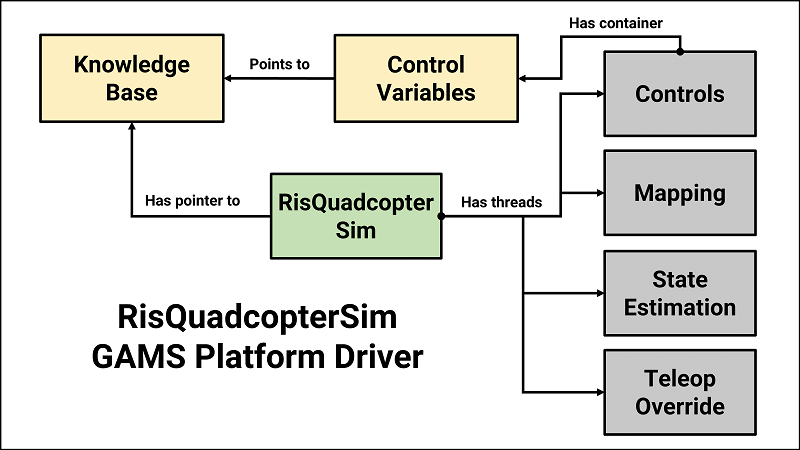 Has container
Knowledge
Base
Points to
Control
Variables
Controls
Mapping
Has pointer to
RisQuadcopter
Sim
Has threads
State
Estimation
RisQuadcopterSim
GAMS Platform Driver
Teleop
Override